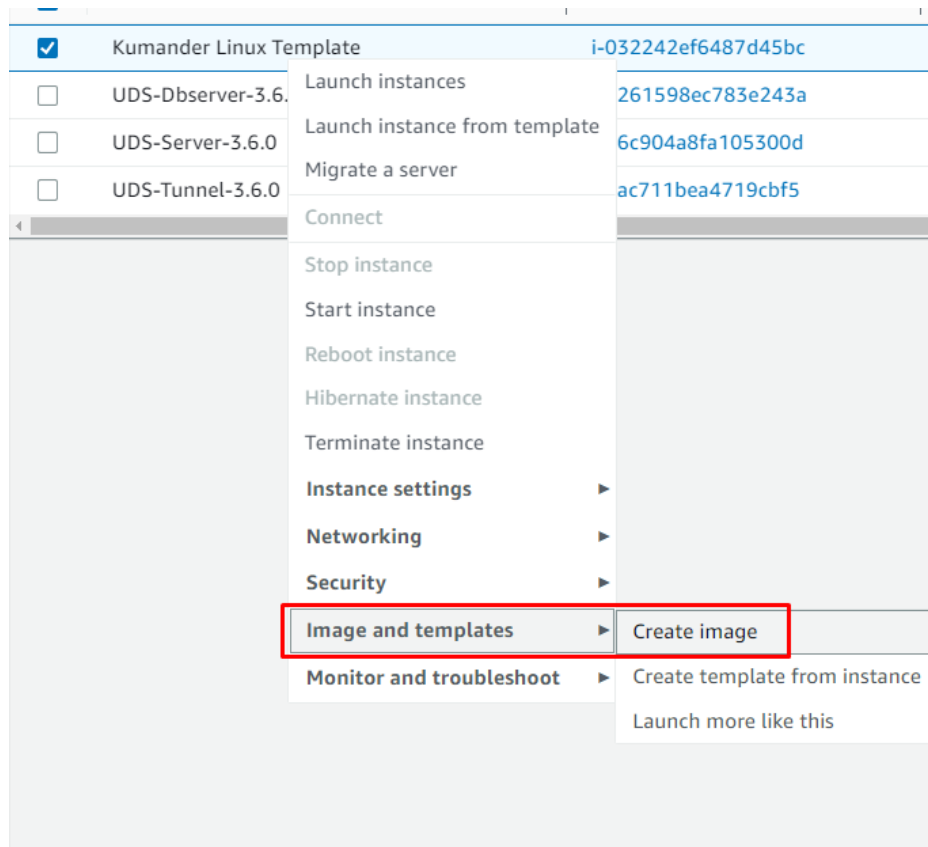 Kumander Linux Template i-032242ef6487d45bc
Launch instances
UDS-Dbserver-3.6. 261598ec783e243a
Launch instance from template
UDS-Server-3.6.0 6c904a8fa105300d
Migrate a server
UDS-Tunnel-3.6.0 ac711bea4719cbf5
Connect
Stop instance
Start instance
Reboot instance
Hibernate instance
Terminate instance
Instance settings
Networking
Security
Image and templates
Create image
Monitor and troubleshoot
Create template from instance
Launch more like this